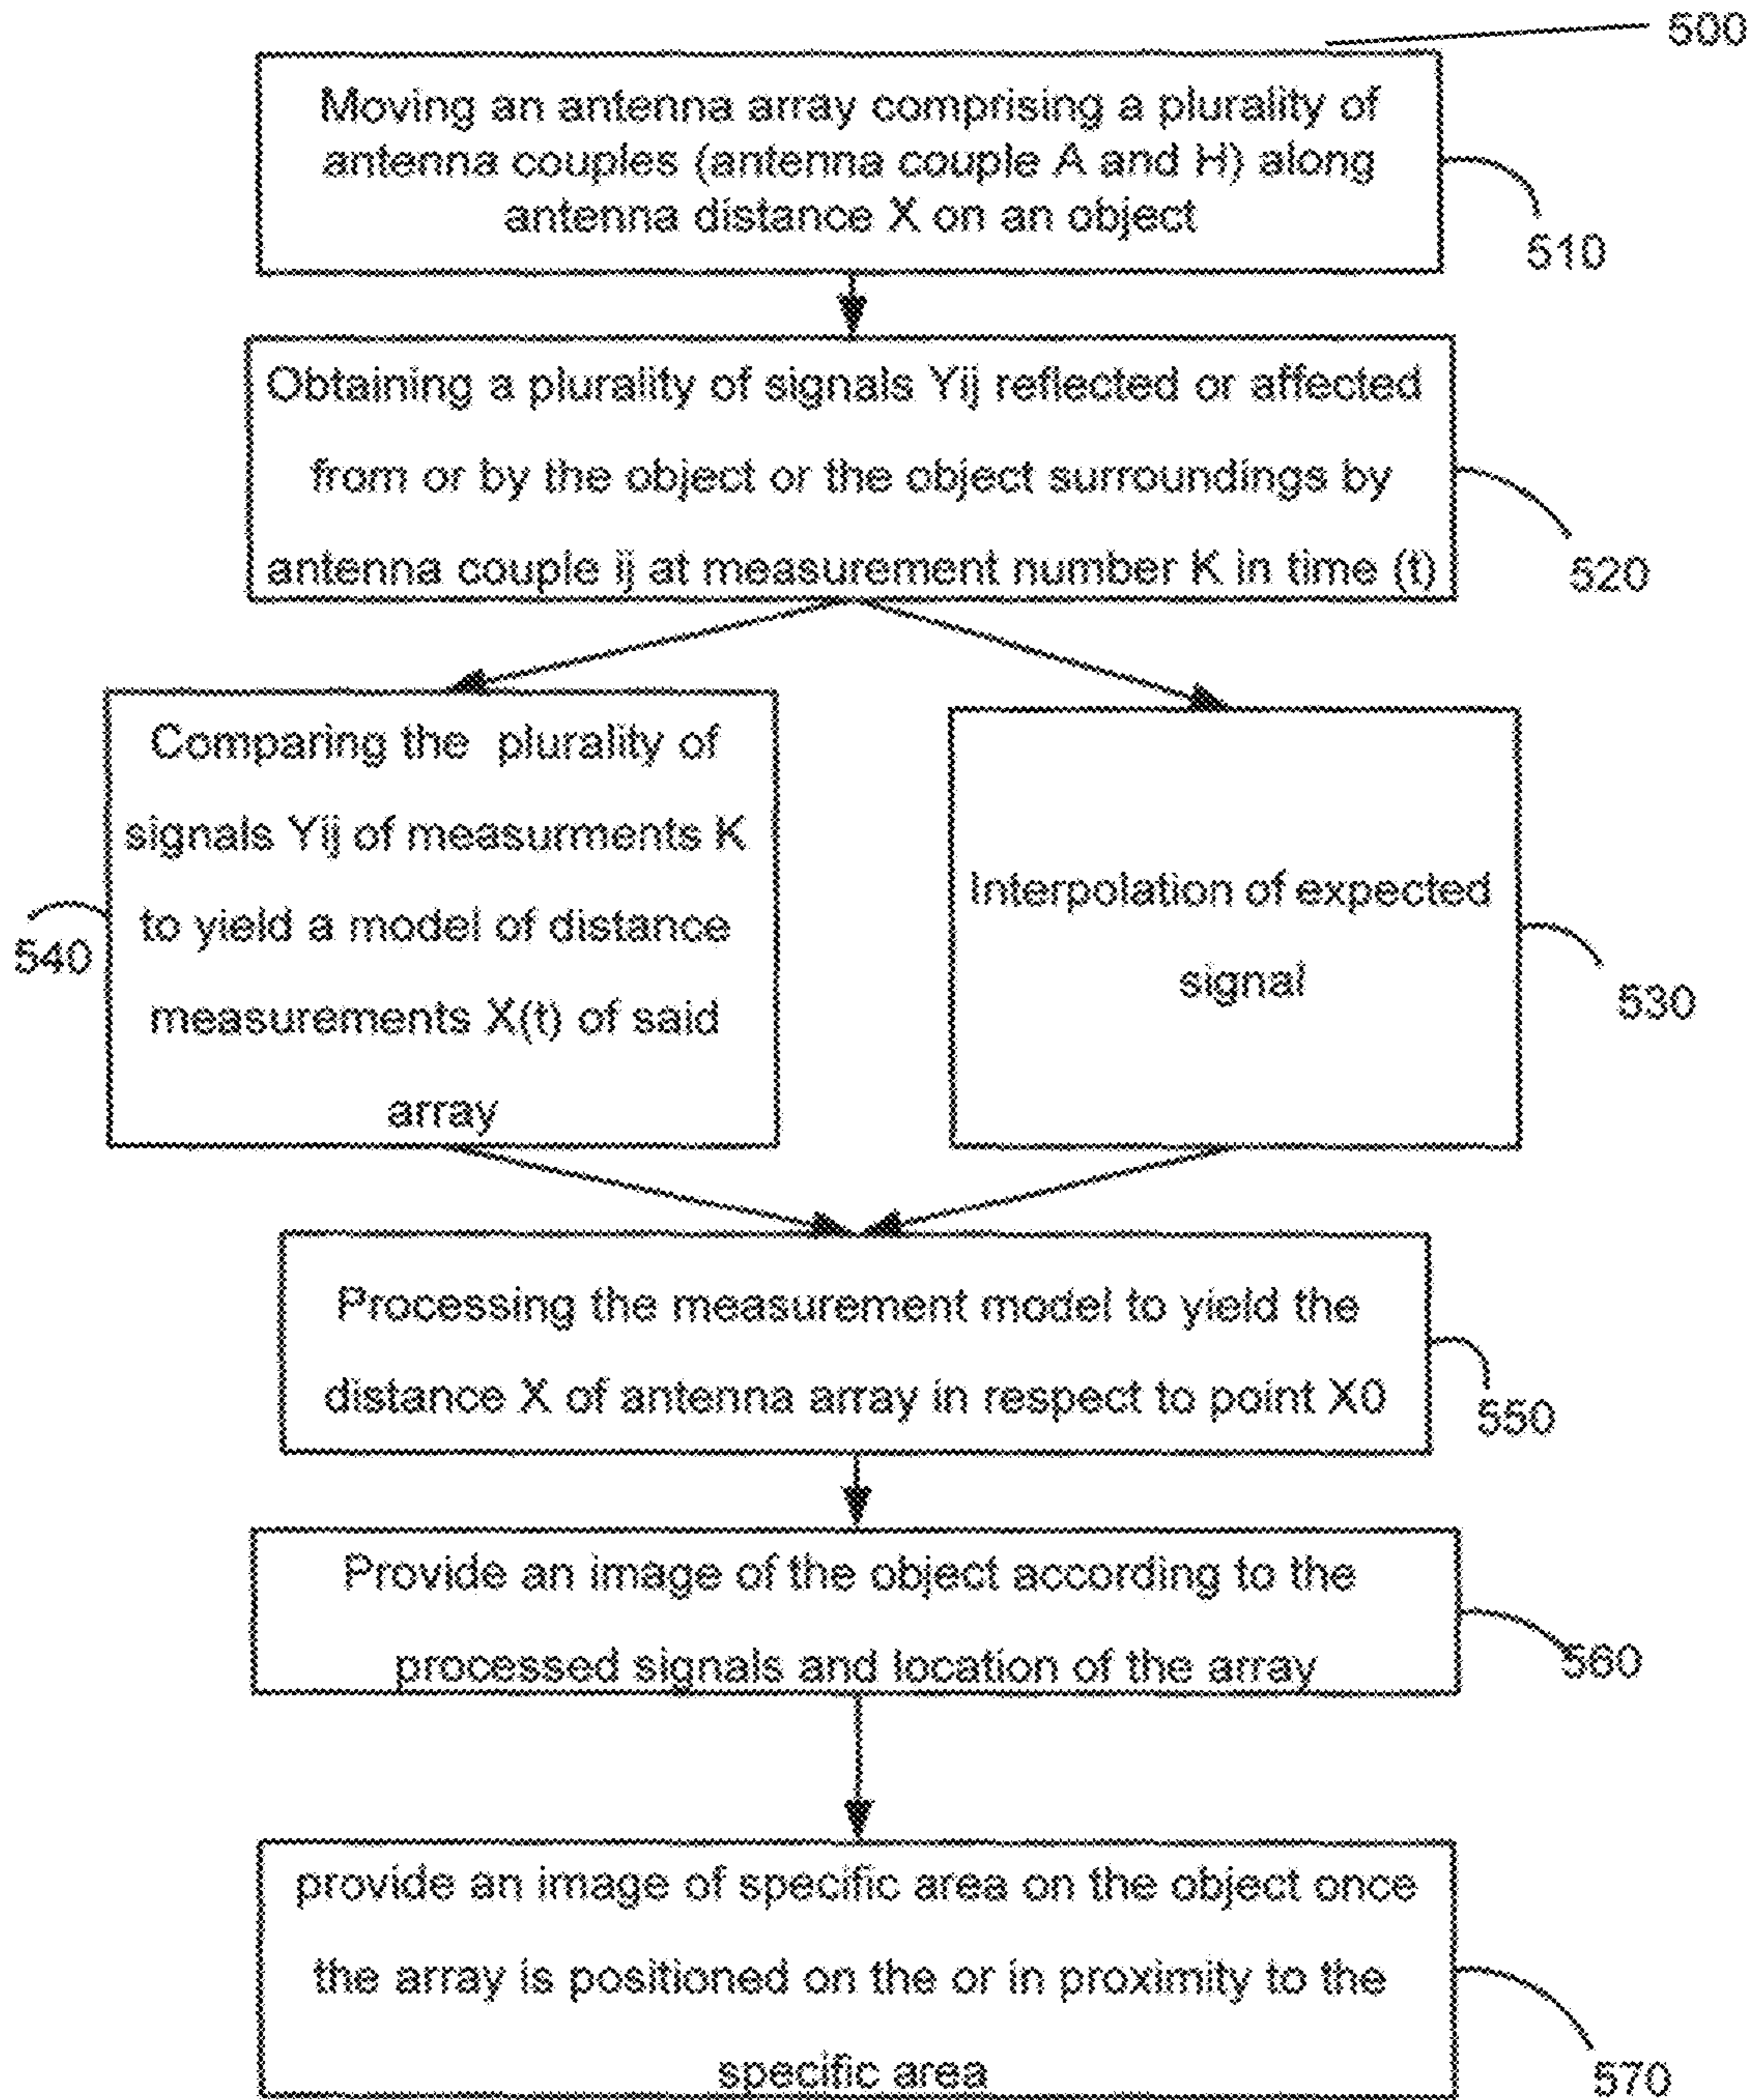 500
Moving an antenna array comprising a plurality of
antenna couples (antenna couple A and H) along
antenna distance X on an object
510
Obtaining a plurality of signals Yij reflected or affected
from or by the object or the object surroundings by
antenna couple ij at measurement number K in time (t)
520
Comparing the plurality of
signals Yij of measurments K
to yield a model of distance
measurements X(t) of said
array
540
Interpolation of expected
signal
530
Processing the measurement model to yield the
distance X of antenna array in respect to point X0
550
Provide an image of the object according to the
processed signals and location of the array
560
provide an image of specific area on the object once
the array is positioned on the or in proximity to the
specific area
570